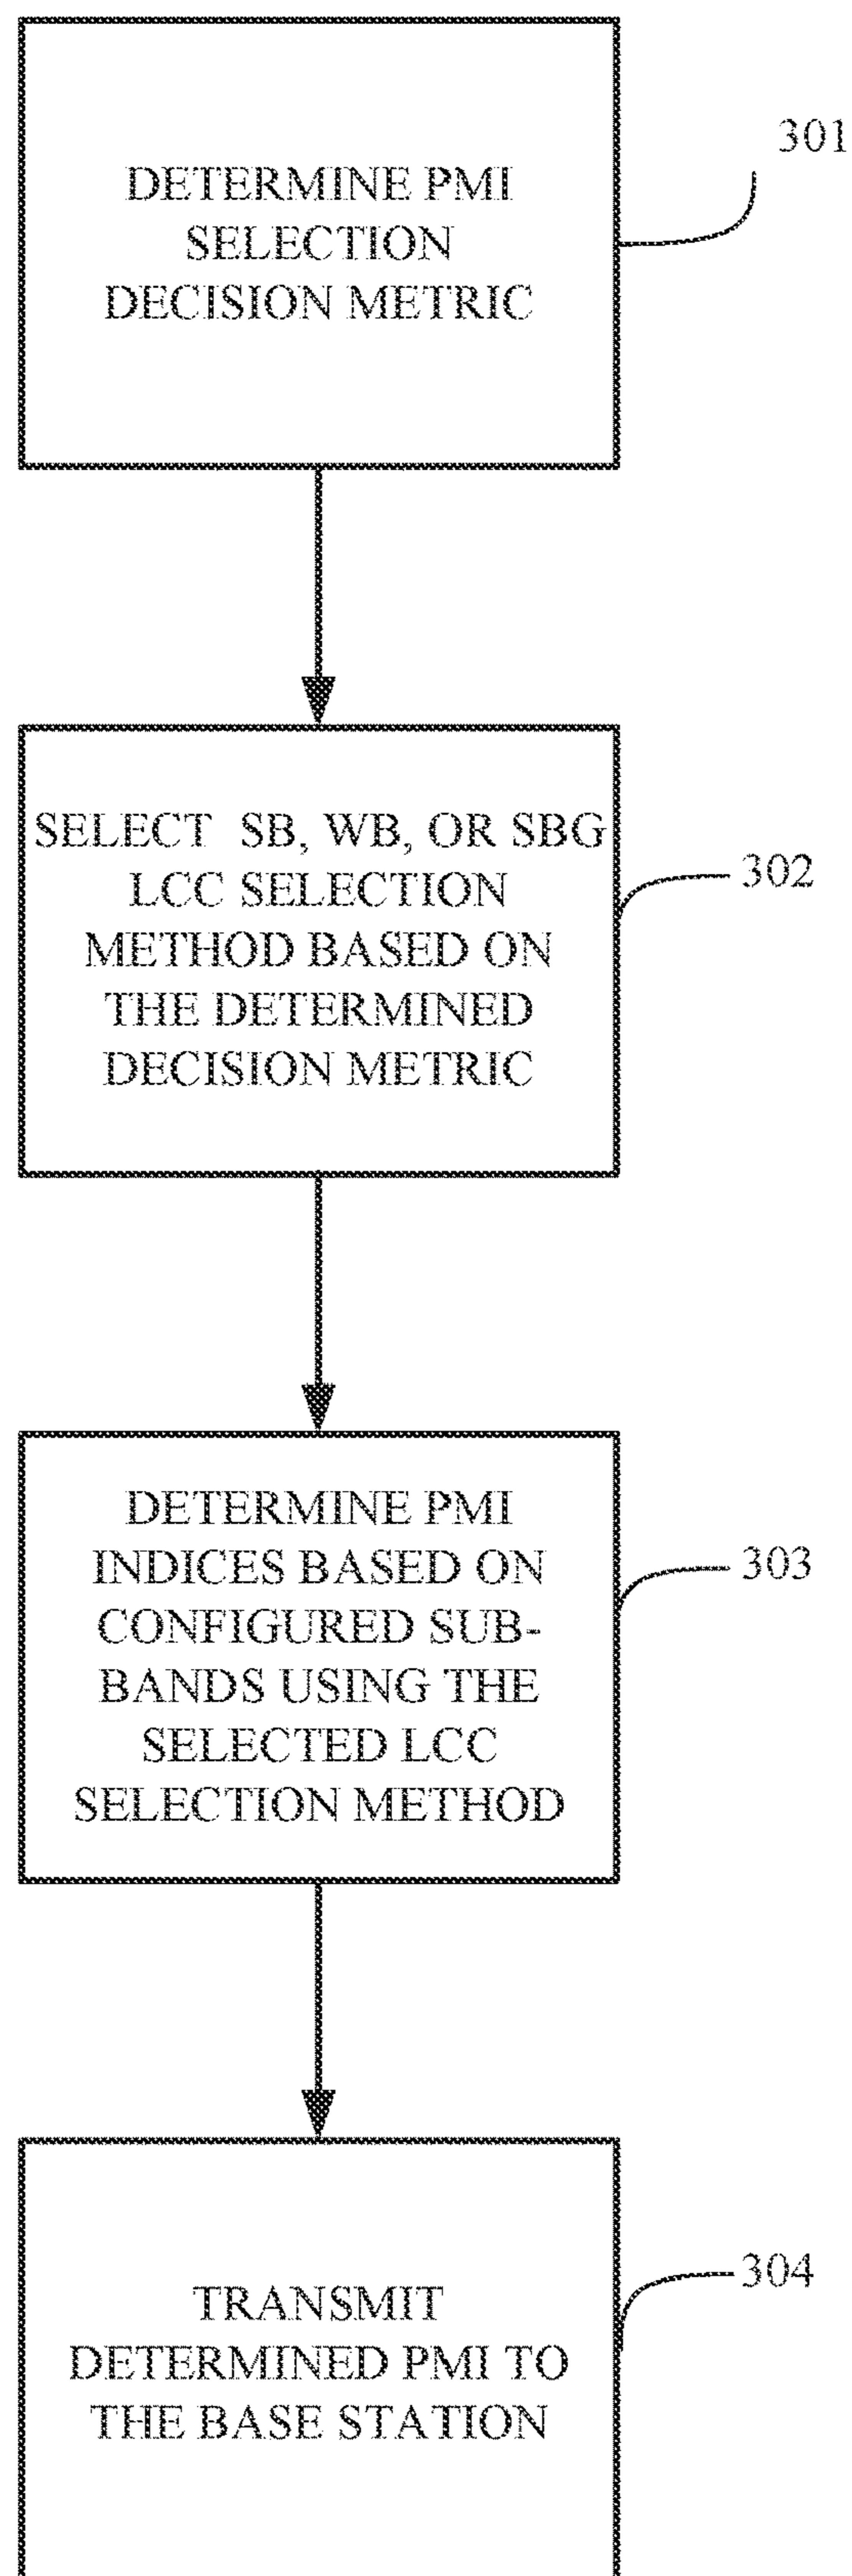 DETERMINE PMI
SELECTION
DECISION METRIC
301
SELECT SB, WB, OR SBG
LCC SELECTION
METHOD BASED ON
THE DETERMINED
DECISION METRIC
302
DETERMINE PMI
INDICES BASED ON
CONFIGURED SUB-
BANDS USING THE
SELECTED LCC
SELECTION METHOD
303
TRANSMIT
DETERMINED PMI TO
THE BASE STATION
304